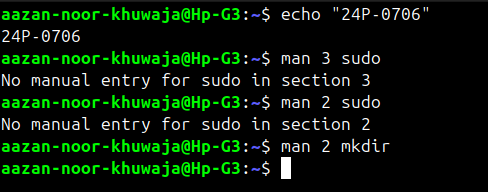 aazan-noor-khuwaja@Hp-G3:~$ echo "24P-0706"
24P-0706
aazan-noor-khuwaja@Hp-G3:~$ man 3 sudo
No manual entry for sudo in section 3
aazan-noor-khuwaja@Hp-G3:~$ man 2 sudo
No manual entry for sudo in section 2
aazan-noor-khuwaja@Hp-G3:~$ man 2 mkdir
aazan-noor-khuwaja@Hp-G3:~$